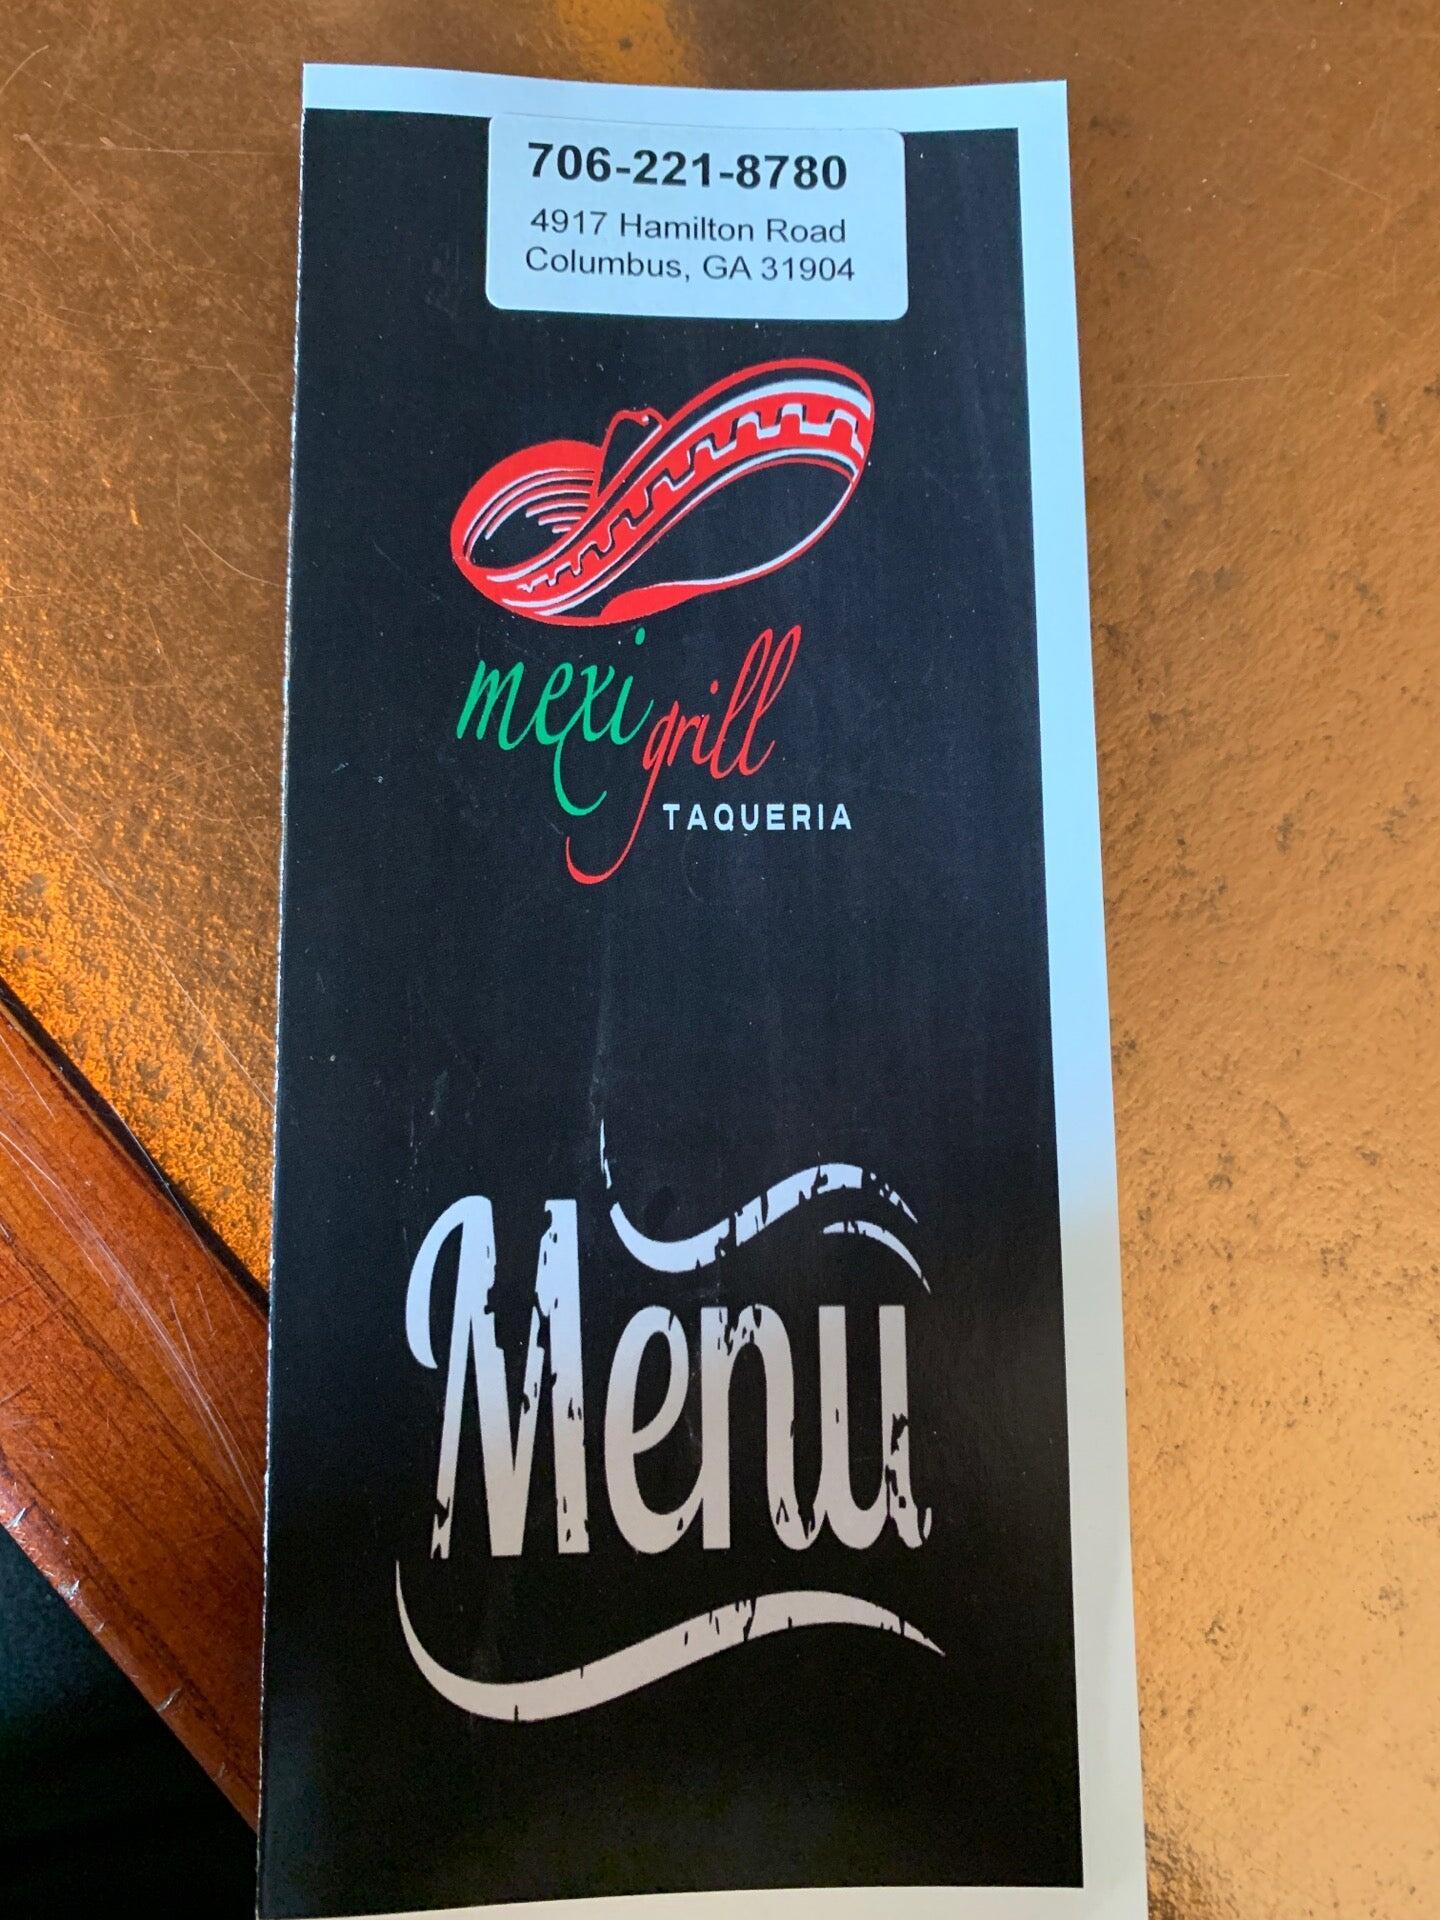 706-221-8780
4917 Hamilton Road
Columbus, GA 31904
mexi
grill
TAQUERIA
Menu